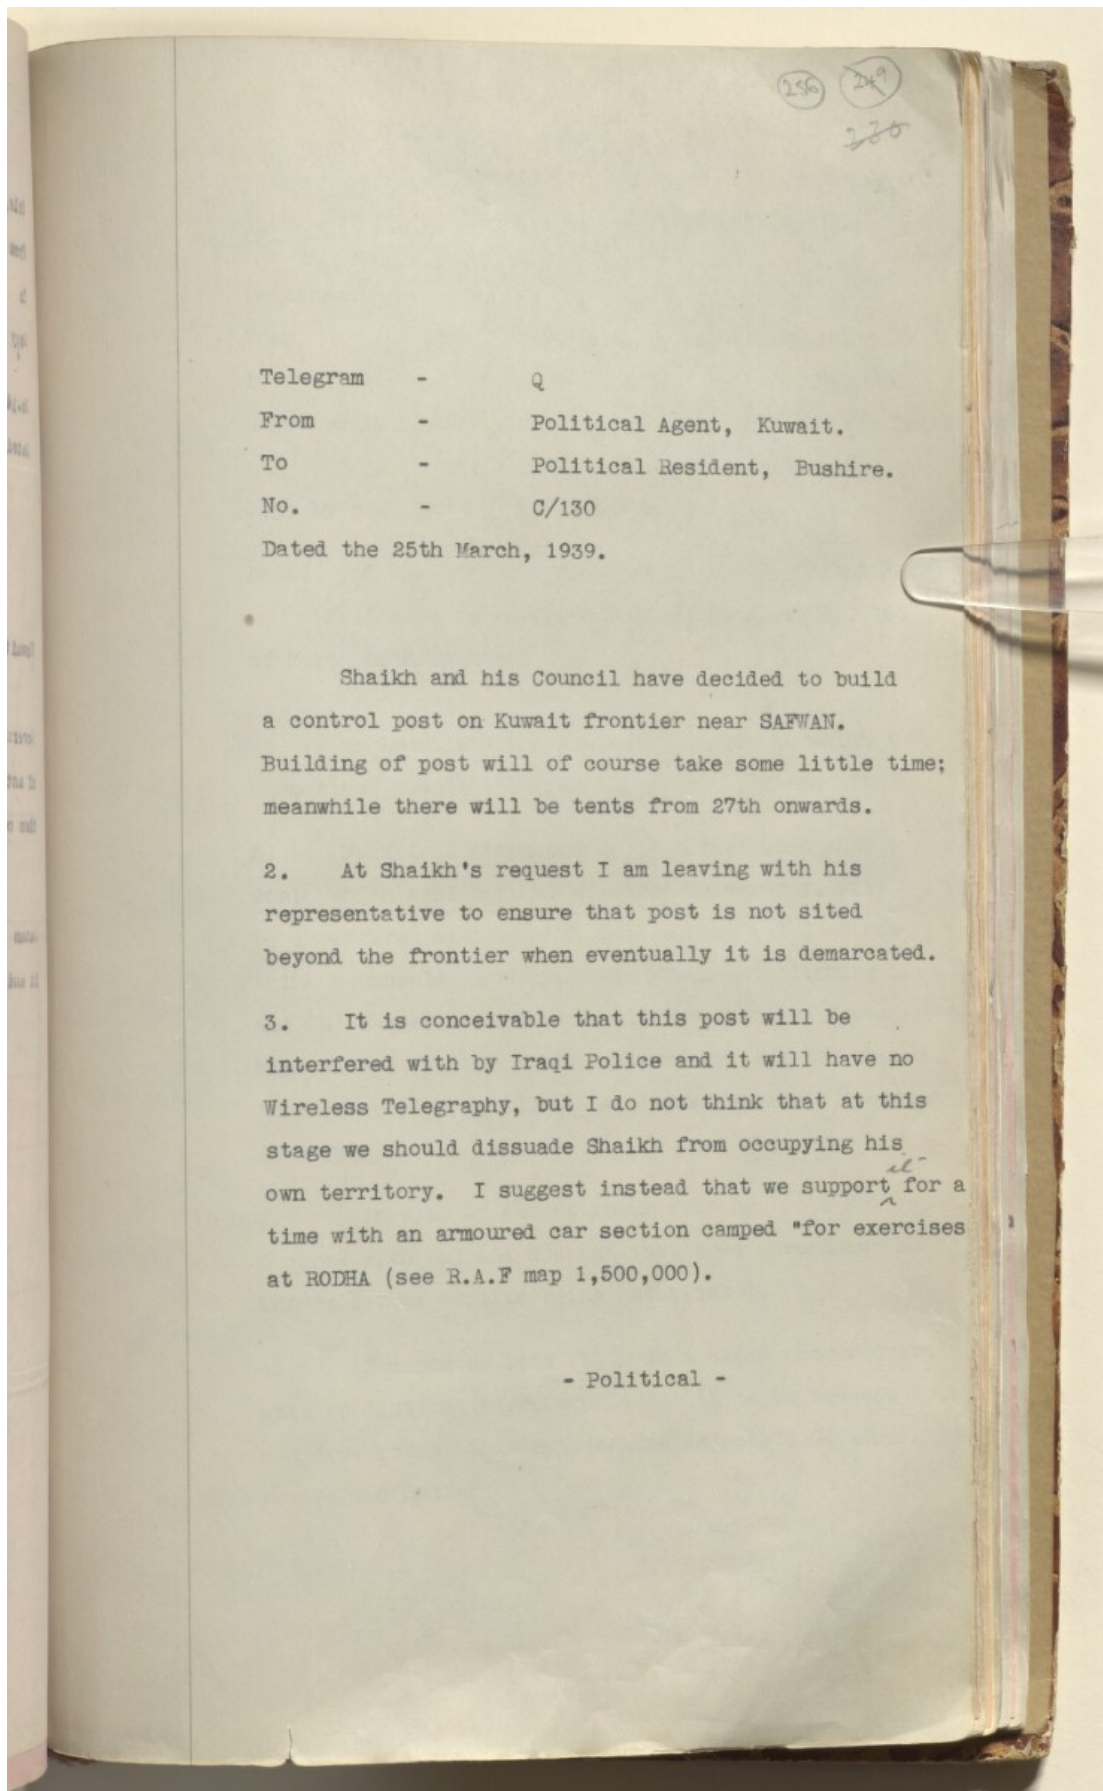 256 249
230
Telegram - Q
From - Political Agent, Kuwait.
To - Political Resident, Bushire.
No. - C/130
Dated the 25th March, 1939.
Shaikh and his Council have decided to build
a control post on Kuwait frontier near SAFWAN.
Building of post will of course take some little time;
meanwhile there will be tents from 27th onwards.
2. At Shaikh's request I am leaving with his
representative to ensure that post is not sited
beyond the frontier when eventually it is demarcated.
3. It is conceivable that this post will be
interfered with by Iraqi Police and it will have no
Wireless Telegraphy, but I do not think that at this
stage we should dissuade Shaikh from occupying his
own territory. I suggest instead that we support it for a
time with an armoured car section camped "for exercises
at RODHA (see R.A.F map 1,500,000).
- Political -